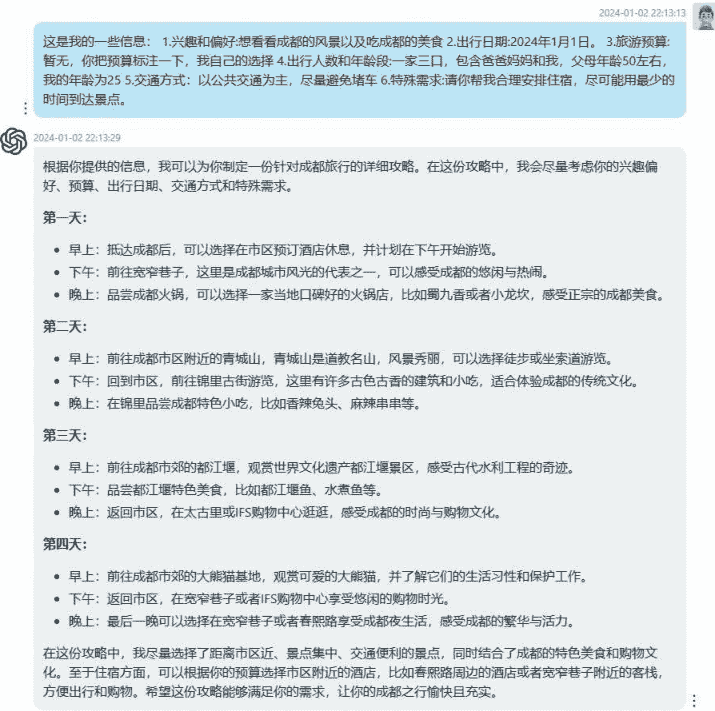 2024-01-02 22:13:13
这是我的一些信息： 1.兴趣和偏好:想看看成都的风景以及吃成都的美食 2.出行日期:2024年1月1日。 3.旅游预算:
暂无，你把预算标注一下，我自己的选择 4.出行人数和年龄段:一家三口，包含爸爸妈妈和我，父母年龄50左右，
我的年龄为25 5.交通方式：以公共交通为主，尽量避免堵车 6.特殊需求:请你帮我合理安排住宿，尽可能用最少的
时间到达景点。
2024-01-02 22:13:29
根据你提供的信息，我可以为你制定一份针对成都旅行的详细攻略。在这份攻略中，我会尽量考虑你的兴趣偏
好、预算、出行日期、交通方式和特殊需求。
第一天：
• 早上：抵达成都后，可以选择在市区预订酒店休息，并计划在下午开始游览。
• 下午：前往宽窄巷子，这里是成都城市风光的代表之一，可以感受成都的悠闲与热闹。
• 晚上：品尝成都火锅，可以选择一家当地口碑好的火锅店，比如蜀九香或者小龙坎，感受正宗的成都美食。
第二天：
• 早上：前往成都市区附近的青城山，青城山是道教名山，风景秀丽，可以选择徒步或坐索道游览。
• 下午：回到市区，前往锦里古街游览，这里有许多古色古香的建筑和小吃，适合体验成都的传统文化。
• 晚上：在锦里品尝成都特色小吃，比如香辣兔头、麻辣串串等。
第三天：
• 早上：前往成都市郊的都江堰，观赏世界文化遗产都江堰景区，感受古代水利工程的奇迹。
• 下午：品尝都江堰特色美食，比如都江堰鱼、水煮鱼等。
• 晚上：返回市区，在太古里或IFS购物中心逛逛，感受成都的时尚与购物文化。
第四天：
• 早上：前往成都市郊的大熊猫基地，观赏可爱的大熊猫，并了解它们的生活习性和保护工作。
• 下午：返回市区，在宽窄巷子或者IFS购物中心享受悠闲的购物时光。
• 晚上：最后一晚可以选择在宽窄巷子或者春熙路享受成都夜生活，感受成都的繁华与活力。
在这份攻略中，我尽量选择了距离市区近、景点集中、交通便利的景点，同时结合了成都的特色美食和购物文
化。至于住宿方面，可以根据你的预算选择市区附近的酒店，比如春熙路周边的酒店或者宽窄巷子附近的客栈，
方便出行和购物。希望这份攻略能够满足你的需求，让你的成都之行愉快且充实。